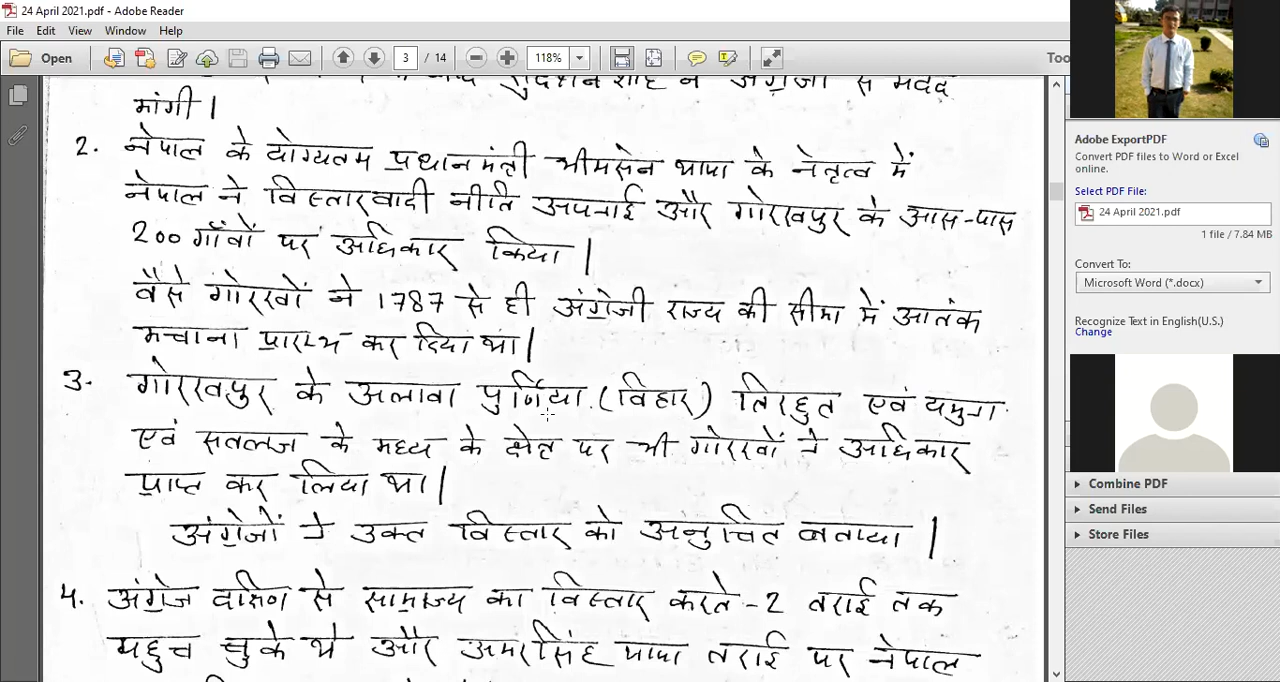 24 April 2021.pdf - Adobe Reader
File Edit View Window Help
Open 3 / 14 118% Too
सुदर्शन शाह ने अंग्रेजों से मदद
मांगी।
2. नेपाल के योग्यतम प्रधानमंत्री भीमसेन थापा के नेतृत्व में
नेपाल ने विस्तारवादी नीति अपनाई और गोरखपुर के आस-पास
200 गाँवों पर अधिकार किया।
वैसे गोरखों ने 1787 से ही अंग्रेजी राज्य की सीमा में आतंक
मचाना प्रारम्भ कर दिया था।
3. गोरखपुर के अलावा पुर्णिया (विहार) तिरहुत एवं यमुना
एवं सतलज के मध्य के क्षेत्र पर भी गोरखों ने अधिकार
प्राप्त कर लिया था।
अंग्रेजों ने उक्त विस्तार को अनुचित बताया।
4. अंग्रेज दक्षिण से साम्राज्य का विस्तार करते-2 तराई तक
पहुच चुके थे और अमरसिंह थापा तराई पर नेपाल
Adobe ExportPDF
Convert PDF files to Word or Excel
online.
Select PDF File:
24 April 2021.pdf
1 file / 7.84 MB
Convert To:
Microsoft Word (*.docx)
Recognize Text in English(U.S.)
Change
Combine PDF
Send Files
Store Files